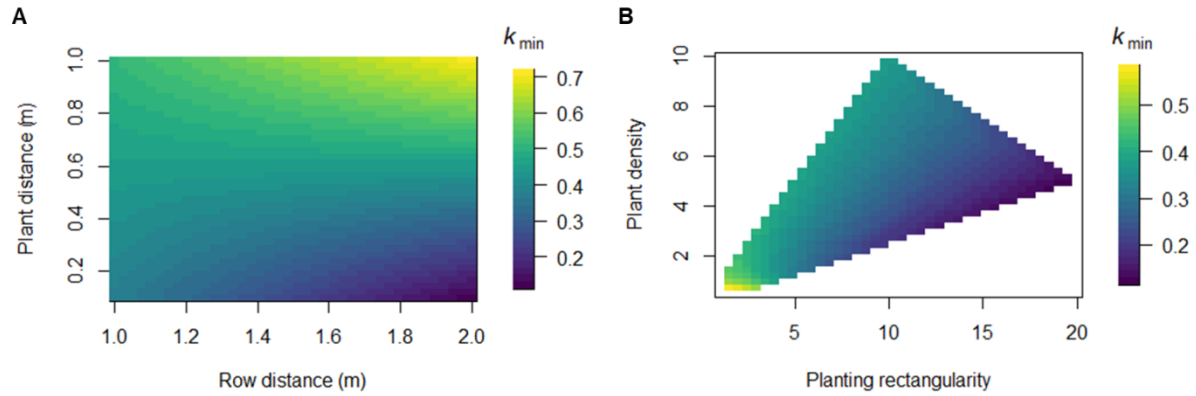 A
k min
1.0
0.8
0.6
0.4
0.2
Plant distance (m)
1.0 1.2 1.4 1.6 1.8 2.0
Row distance (m)
0.7
0.6
0.5
0.4
0.3
0.2
B
k min
10
8
6
4
2
Plant density
5 10 15 20
Planting rectangularity
0.5
0.4
0.3
0.2